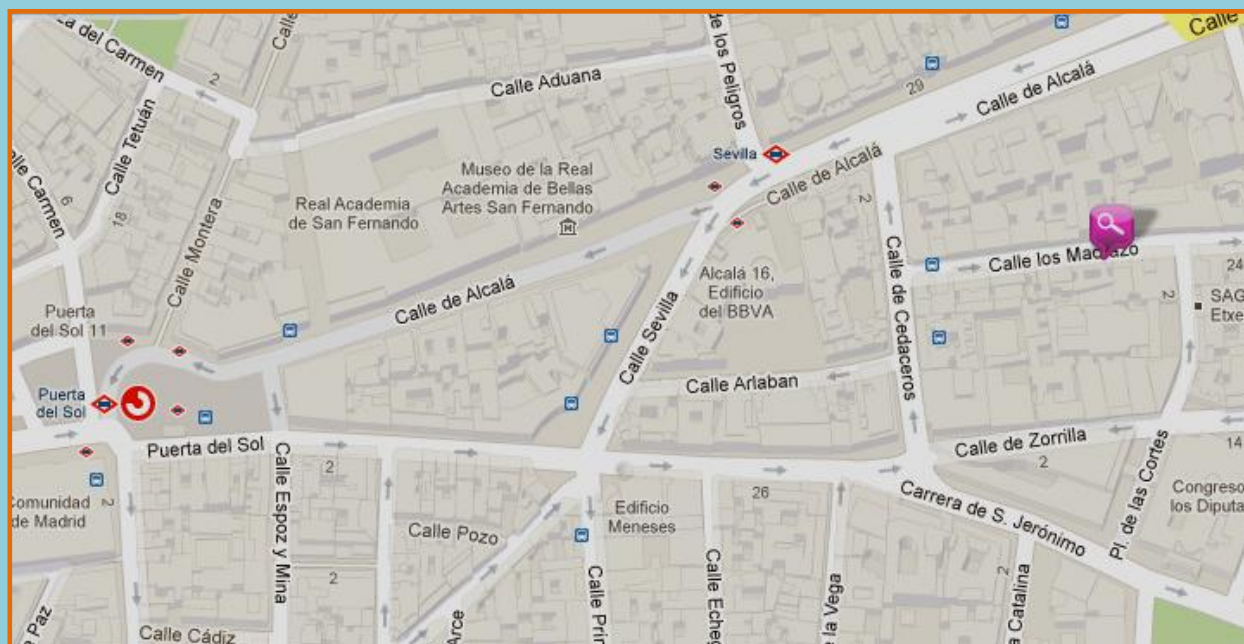 Calle
de los Peligros
Calle
La del Carmen
Calle Aduana
29
Calle de Alcalá
2
Calle Tetuán
Calle Carmen
6
18
Calle Montera
Sevilla
Calle de Alcalá
Museo de la Real
Academia de Bellas
Artes San Fernando
Real Academia
de San Fernando
2
Calle los Madrazo
24
Calle de Alcalá
Alcalá 16,
Edificio
del BBVA
Calle de Cedaceros
2
SAG
Etxe
Puerta
del Sol 11
Calle Sevilla
Calle Arlaban
Puerta
del Sol
Puerta del Sol
Calle de Zorrilla
2
14
Calle Espoz y Mina
2
26
Carrera de S. Jerónimo
Pl. de las Cortes
Congreso
los Diputa
Comunidad
de Madrid
2
Edificio
Meneses
Calle Pozo
2
Calle Prín
Calle Echeg
la Vega
2
a Catalina
Arce
e Paz
Calle Cádiz